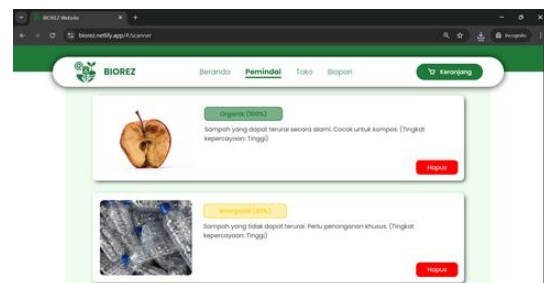 BIOREZ Website
biorez.netlify.app/#/scanner
Incognito
BIOREZ
Beranda Pemindai Toko Biopori
Keranjang
Organik (100%)
Sampah yang dapat terurai secara alami. Cocok untuk kompos. (Tingkat
kepercayaan: Tinggi)
Hapus
Sampah yang tidak dapat terurai. Perlu penanganan khusus. (Tingkat
kepercayaan: Tinggi)
Hapus